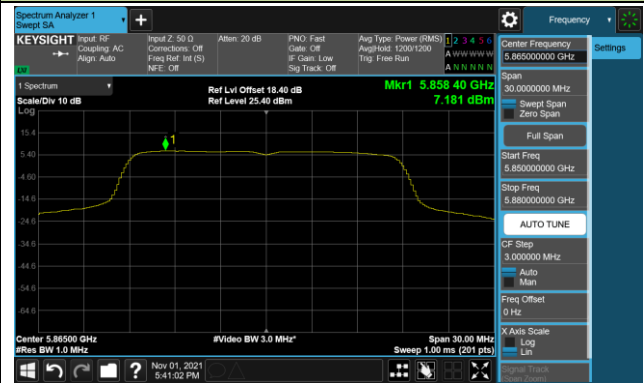 Spectrum Analyzer 1
Swept SA
Frequency
KEYSIGHT
Input: RF
Coupling: AC
Align: Auto
Input Z: 50 Ω
Corrections: Off
Freq Ref: Int (S)
NFE: Off
Atten: 20 dB
PNO: Fast
Gate: Off
IF Gain: Low
Sig Track: Off
Avg Type: Power (RMS)
Avg|Hold: 1200/1200
Trig: Free Run
1 2 3 4 5 6
A W W W W W
A N N N N N
1 Spectrum
Scale/Div 10 dB
Log
Ref Lvl Offset 18.40 dB
Ref Level 25.40 dBm
Mkr1 5.858 40 GHz
7.181 dBm
15.4
5.40
-4.60
-14.6
-24.6
-34.6
-44.6
-54.6
-64.6
1
Center 5.86500 GHz
#Res BW 1.0 MHz
#Video BW 3.0 MHz*
Span 30.00 MHz
Sweep 1.00 ms (201 pts)
Nov 01, 2021
5:41:02 PM
Center Frequency
5.865000000 GHz
Settings
Span
30.0000000 MHz
Swept Span
Zero Span
Full Span
Start Freq
5.850000000 GHz
Stop Freq
5.880000000 GHz
AUTO TUNE
CF Step
3.000000 MHz
Auto
Man
Freq Offset
0 Hz
X Axis Scale
Log
Lin
Signal Track
(Span Zoom)